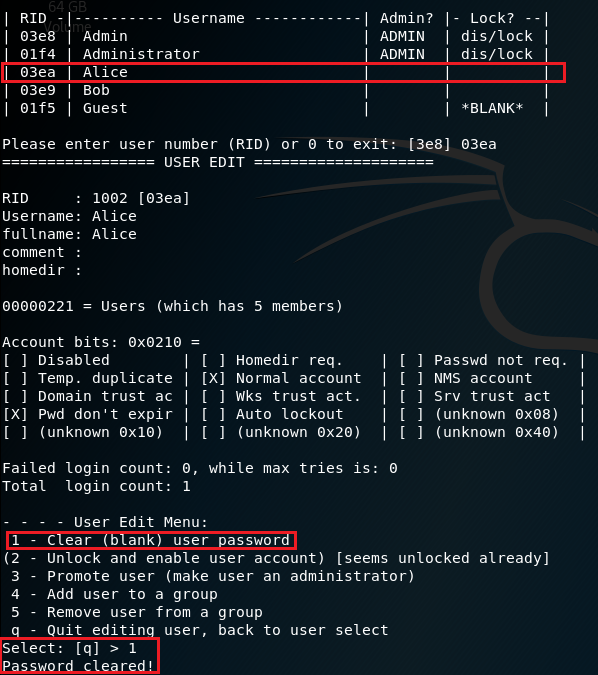 64 GB
Volume
| RID -|---------- Username ------------| Admin? |- Lock? --|
| 03e8 | Admin                          | ADMIN  | dis/lock |
| 01f4 | Administrator                  | ADMIN  | dis/lock |
| 03ea | Alice                          |        |          |
| 03e9 | Bob                            |        |          |
| 01f5 | Guest                          |        | *BLANK*  |
Please enter user number (RID) or 0 to exit: [3e8] 03ea
================= USER EDIT ====================
RID     : 1002 [03ea]
Username: Alice
fullname: Alice
comment :
homedir :
00000221 = Users (which has 5 members)
Account bits: 0x0210 =
[ ] Disabled        | [ ] Homedir req.    | [ ] Passwd not req. |
[ ] Temp. duplicate | [X] Normal account  | [ ] NMS account     |
[ ] Domain trust ac | [ ] Wks trust act.  | [ ] Srv trust act   |
[X] Pwd don't expir | [ ] Auto lockout    | [ ] (unknown 0x08)  |
[ ] (unknown 0x10)  | [ ] (unknown 0x20)  | [ ] (unknown 0x40)  |
Failed login count: 0, while max tries is: 0
Total  login count: 1
- - - - User Edit Menu:
 1 - Clear (blank) user password
(2 - Unlock and enable user account) [seems unlocked already]
 3 - Promote user (make user an administrator)
 4 - Add user to a group
 5 - Remove user from a group
 q - Quit editing user, back to user select
Select: [q] > 1
Password cleared!